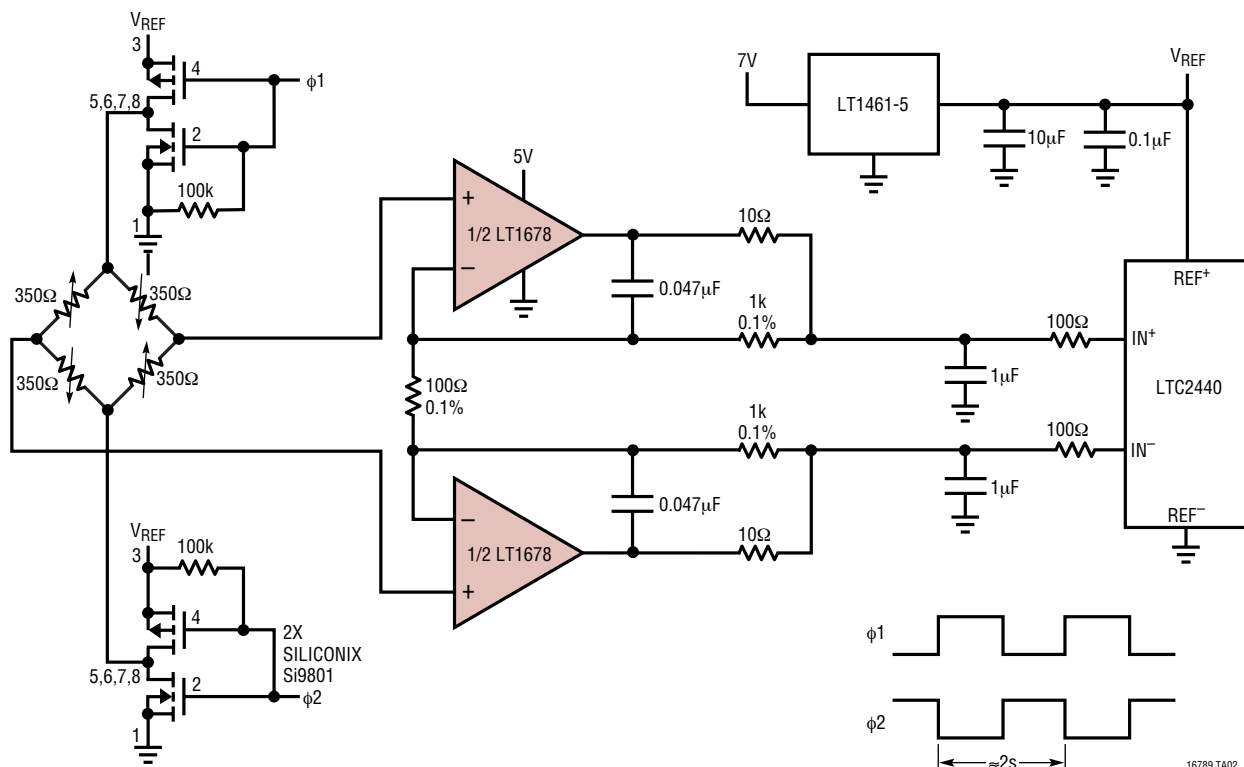 VREF
3
4
ϕ1
5,6,7,8
2
100k
1
350Ω
350Ω
350Ω
350Ω
VREF
3
100k
4
2X
SILICONIX
Si9801
5,6,7,8
2
ϕ2
1
5V
+
1/2 LT1678
–
10Ω
0.047µF
1k
0.1%
100Ω
0.1%
1k
0.1%
–
1/2 LT1678
+
0.047µF
10Ω
7V
LT1461-5
10µF
0.1µF
VREF
REF+
100Ω
IN+
1µF
LTC2440
100Ω
IN–
1µF
REF–
ϕ1
ϕ2
≈2s
16789 TA02